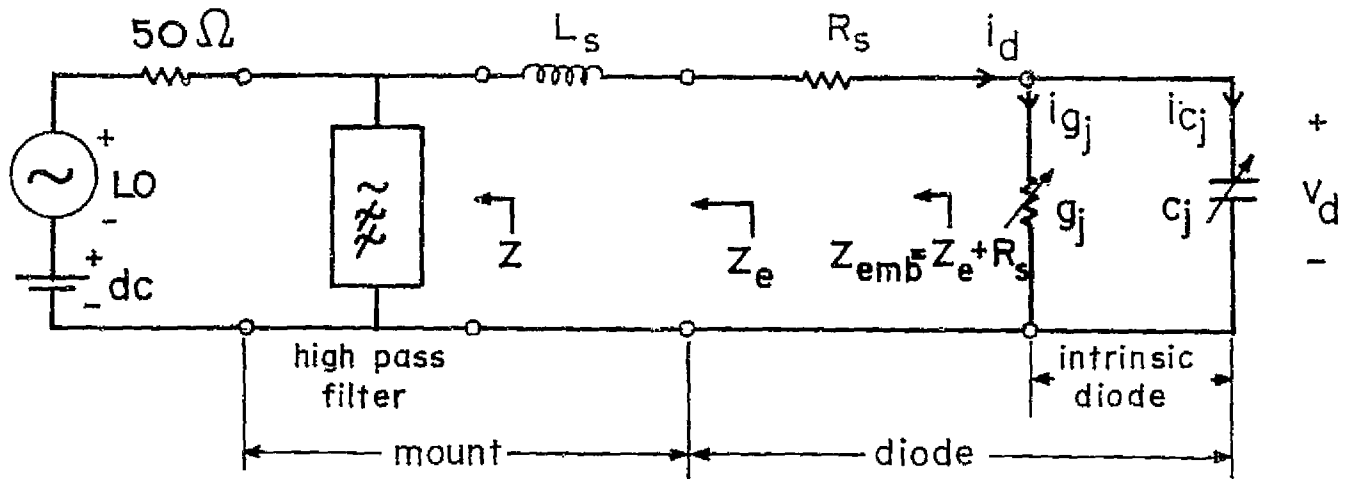 50Ω
L_s
R_s
i_d
i_gj
i_cj
+
LO
-
+
- dc
Z
Z_e
Z_emb=Z_e+R_s
g_j
c_j
+
v_d
-
high pass
filter
intrinsic
diode
mount
diode